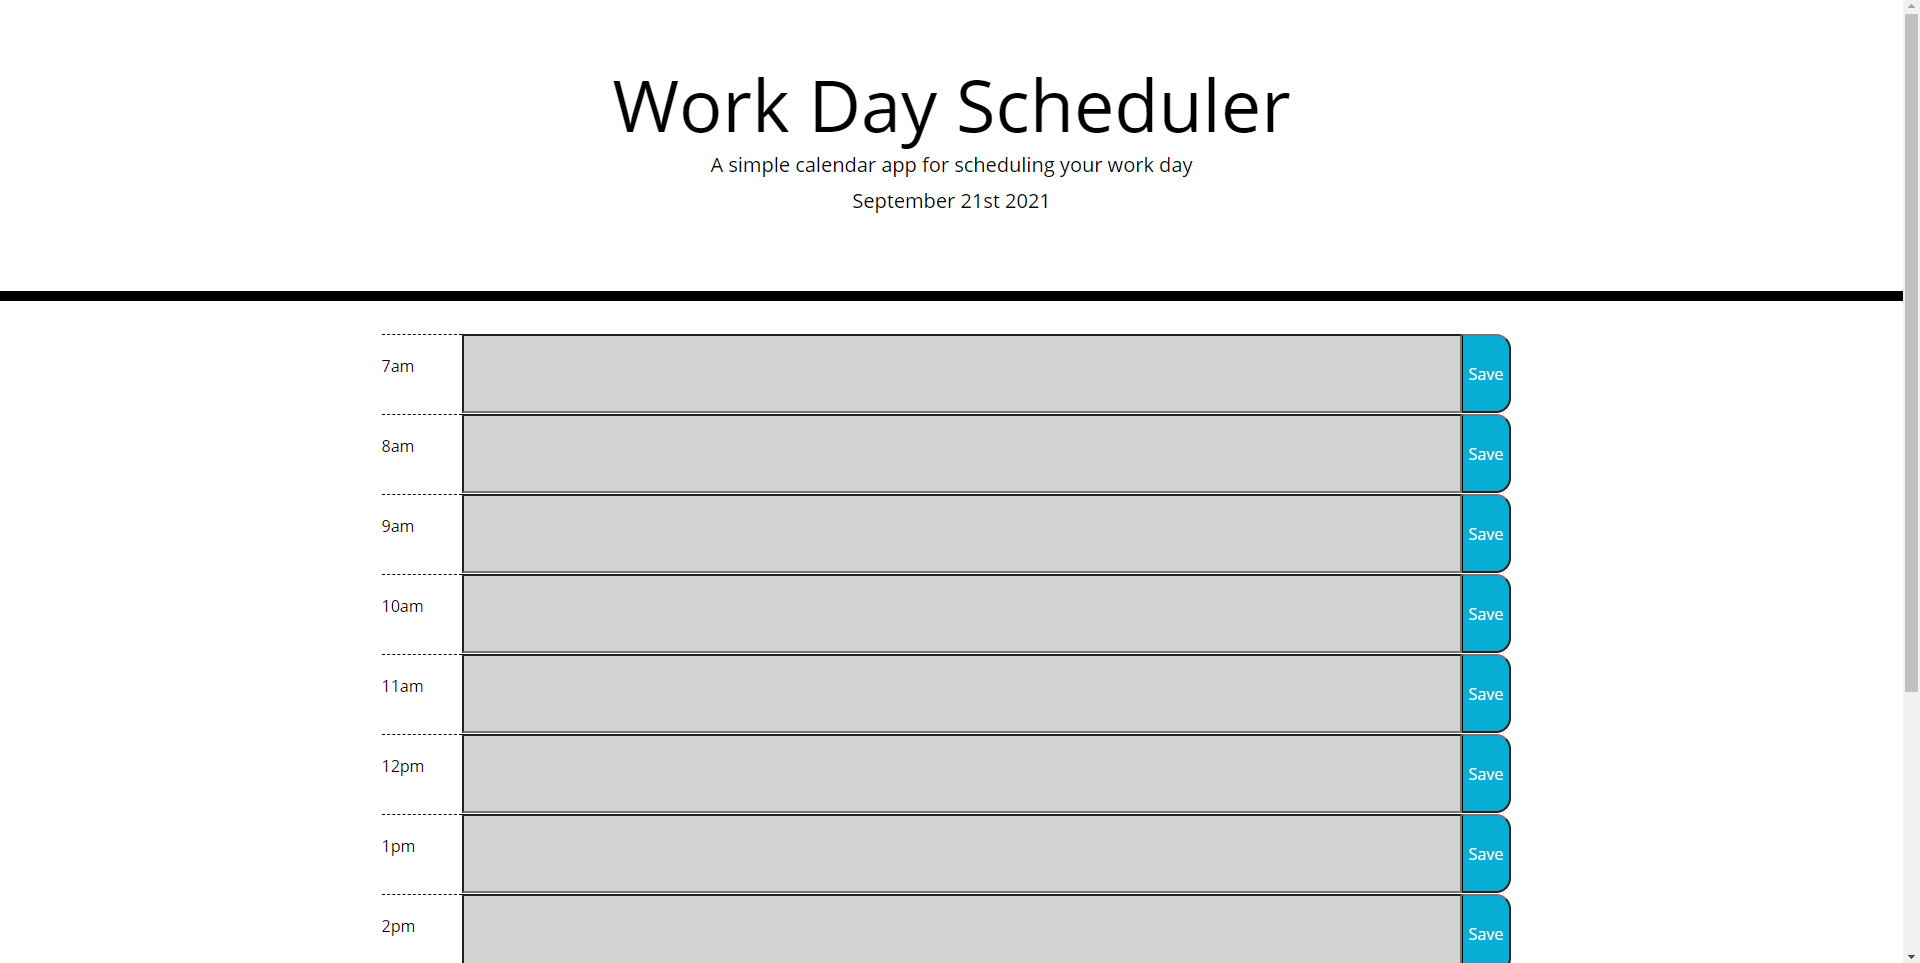 Work Day Scheduler
A simple calendar app for scheduling your work day
September 21st 2021
7am Save
8am Save
9am Save
10am Save
11am Save
12pm Save
1pm Save
2pm Save